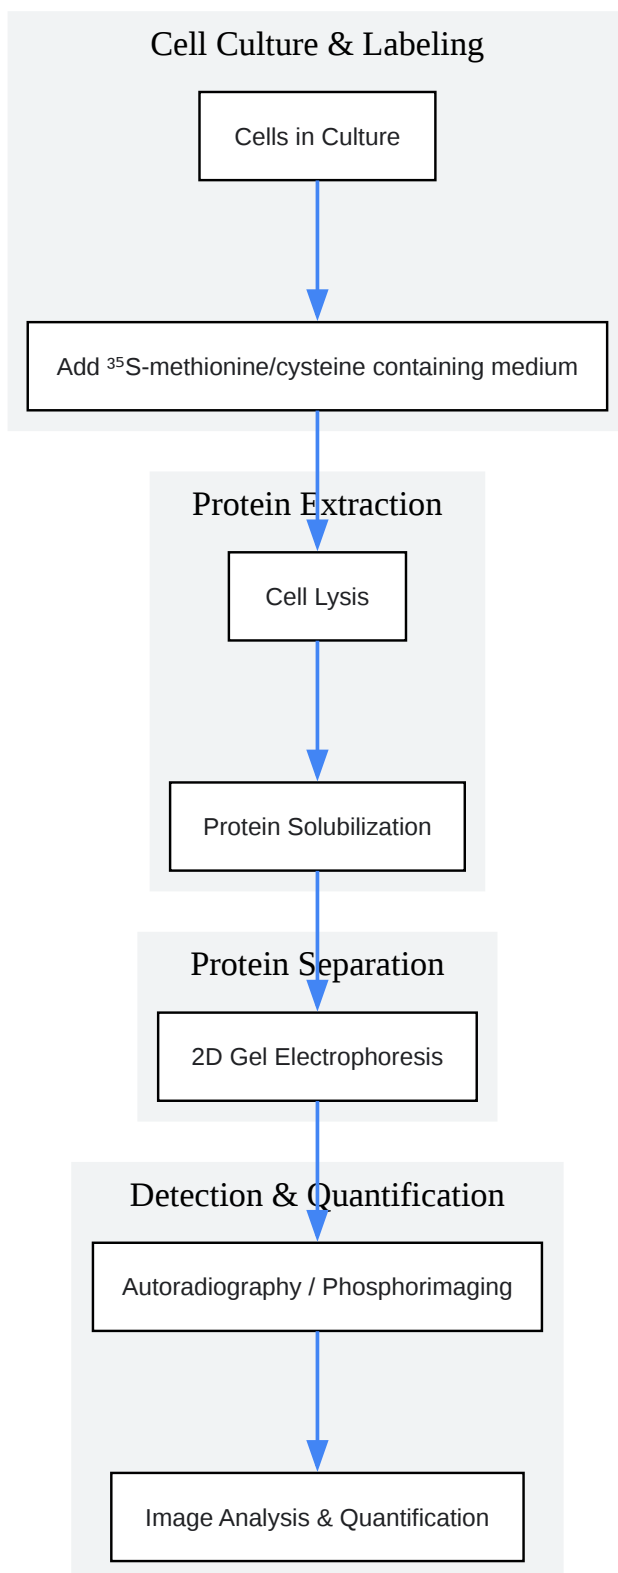 Cell Culture & Labeling
Cells in Culture
Add ³⁵S-methionine/cysteine containing medium
Protein Extraction
Cell Lysis
Protein Solubilization
Protein Separation
2D Gel Electrophoresis
Detection & Quantification
Autoradiography / Phosphorimaging
Image Analysis & Quantification